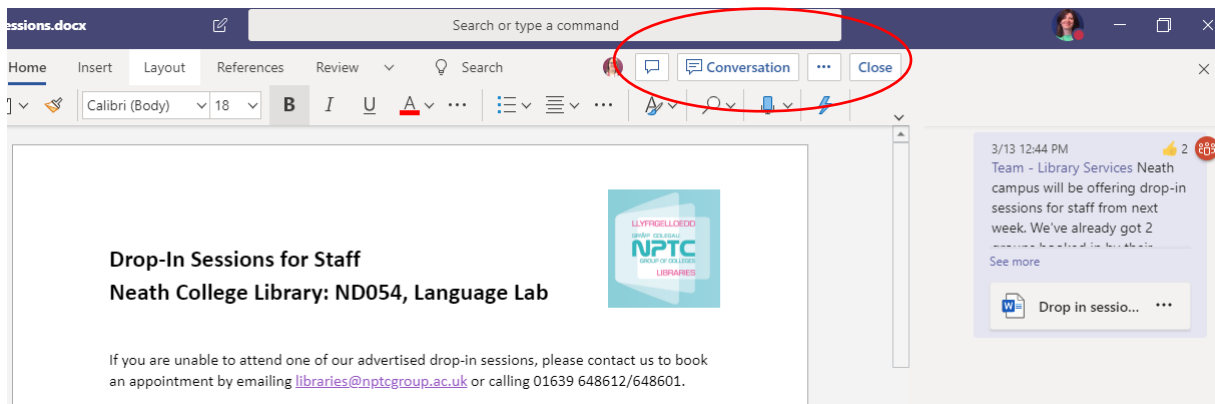 ssions.docx
Search or type a command
Home Insert Layout References Review Search Conversation ... Close
Calibri (Body) 18 B I U A ... ...
3/13 12:44 PM 2
Team - Library Services Neath
campus will be offering drop-in
sessions for staff from next
week. We've already got 2
See more
Drop in sessio... ...
LLYFRGELLOEDD
GRŴP COLEGAU
NPTC
GROUP OF COLLEGES
LIBRARIES
Drop-In Sessions for Staff
Neath College Library: ND054, Language Lab
If you are unable to attend one of our advertised drop-in sessions, please contact us to book
an appointment by emailing libraries@nptcgroup.ac.uk or calling 01639 648612/648601.